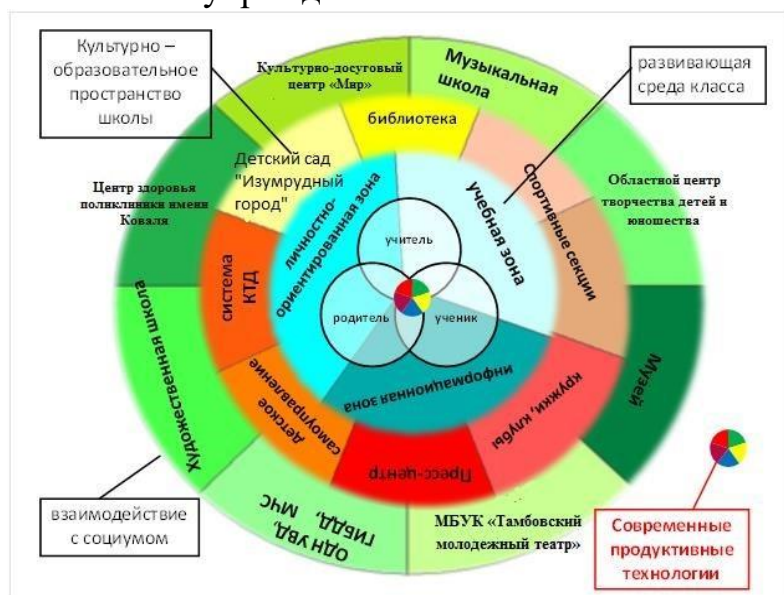 Культурно –
образовательное
пространство
школы
Культурно-досуговый
центр «Мир»
Музыкальная
школа
развивающая
среда класса
библиотека
Детский сад
"Изумрудный
город"
Центр здоровья
поликлиники имени
Коваля
личностно-
ориентированная зона
учебная зона
Спортивные секции
Областной центр
творчества детей и
юношества
учитель
родитель
ученик
система
КТД
Художественная школа
детское
самоуправление
информационная зона
кружки, клубы
Музей
Пресс-центр
взаимодействие
с социумом
ОДН УВД,
ГИБДД, МЧС
МБУК «Тамбовский
молодежный театр»
Современные
продуктивные
технологии